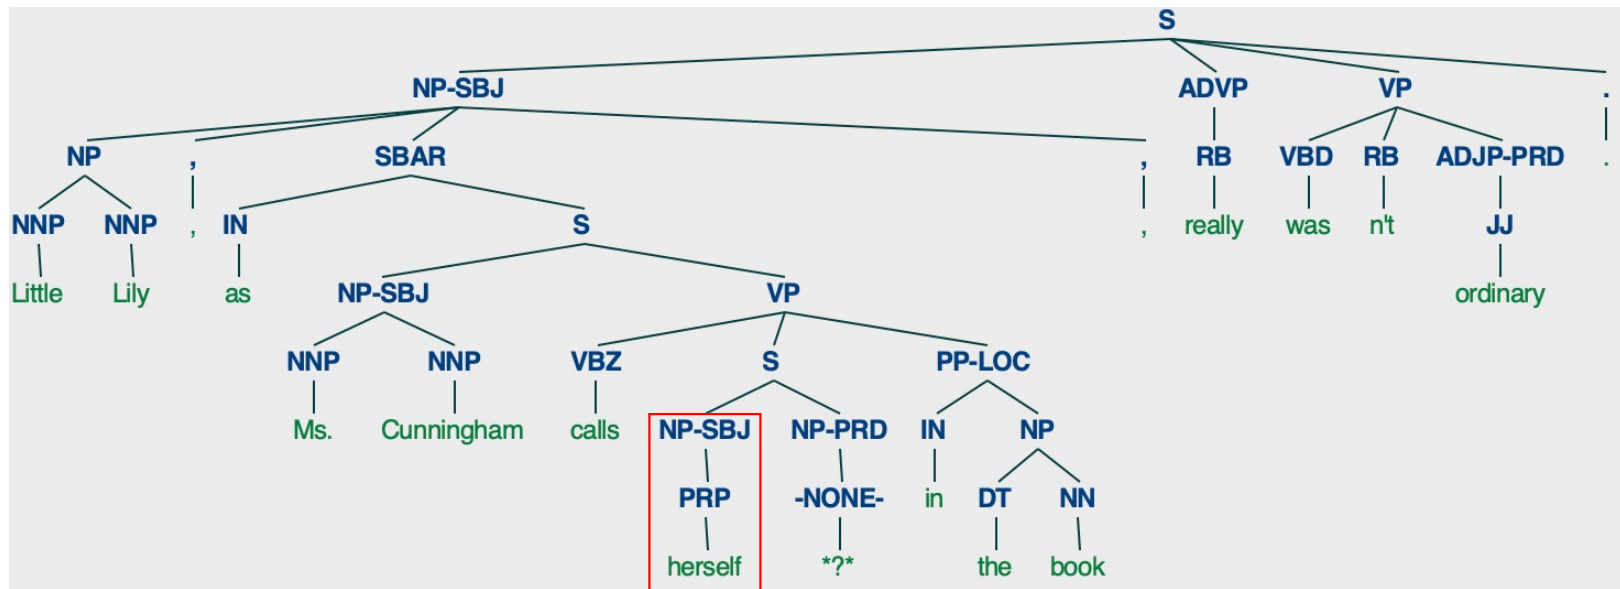 S
NP-SBJ ADVP VP .
NP , SBAR , RB VBD RB ADJP-PRD .
NNP NNP , IN S , really was n't JJ
Little Lily as NP-SBJ VP ordinary
NNP NNP VBZ S PP-LOC
Ms. Cunningham calls NP-SBJ NP-PRD IN NP
PRP -NONE- in DT NN
herself *?* the book